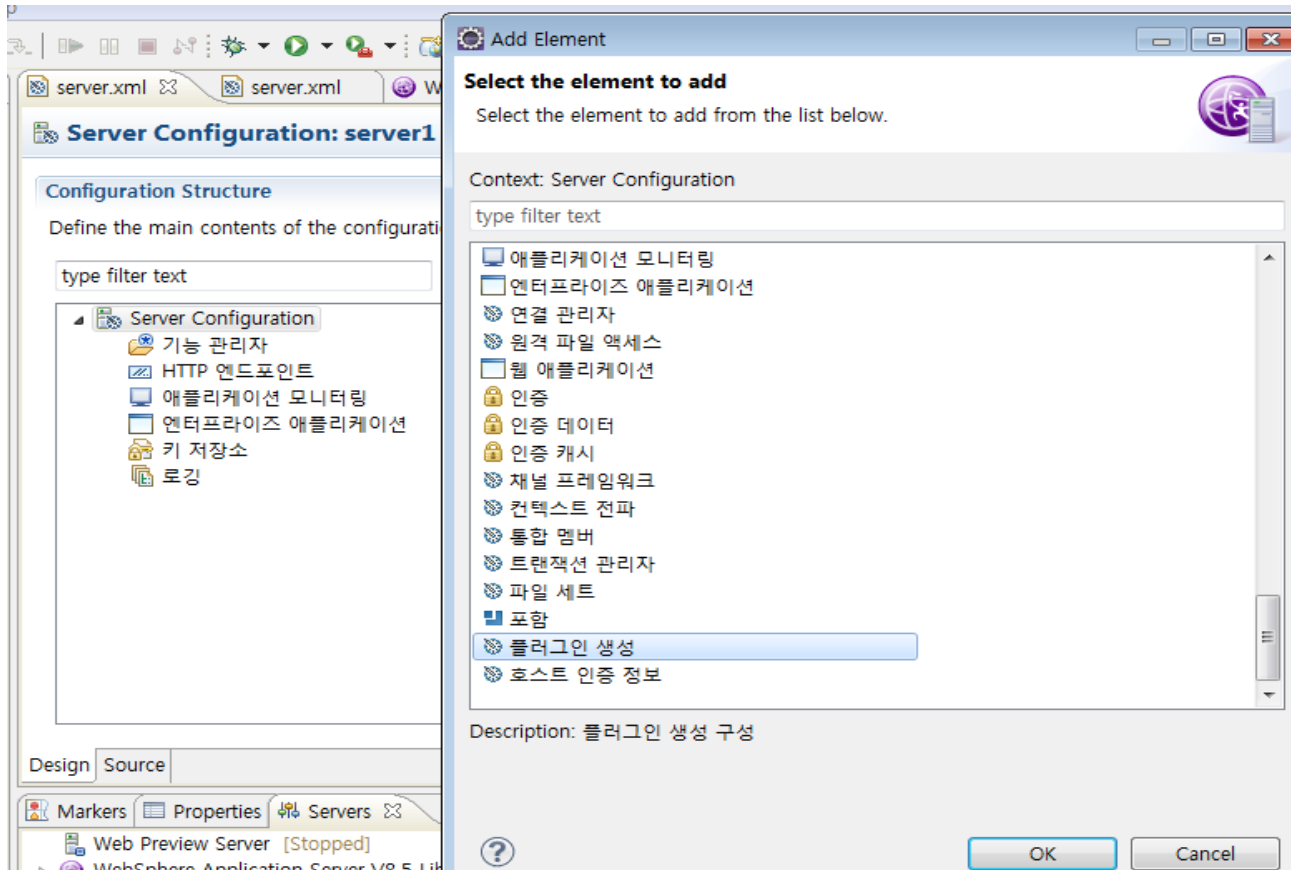 server.xml
server.xml
W
Server Configuration: server1
Configuration Structure
Define the main contents of the configurati
type filter text
Server Configuration
기능 관리자
HTTP 엔드포인트
애플리케이션 모니터링
엔터프라이즈 애플리케이션
키 저장소
로깅
Design
Source
Markers
Properties
Servers
Web Preview Server [Stopped]
WebSphere Application Server V8.5 Lib
Add Element
Select the element to add
Select the element to add from the list below.
Context: Server Configuration
type filter text
애플리케이션 모니터링
엔터프라이즈 애플리케이션
연결 관리자
원격 파일 액세스
웹 애플리케이션
인증
인증 데이터
인증 캐시
채널 프레임워크
컨텍스트 전파
통합 멤버
트랜잭션 관리자
파일 세트
포함
플러그인 생성
호스트 인증 정보
Description: 플러그인 생성 구성
OK
Cancel